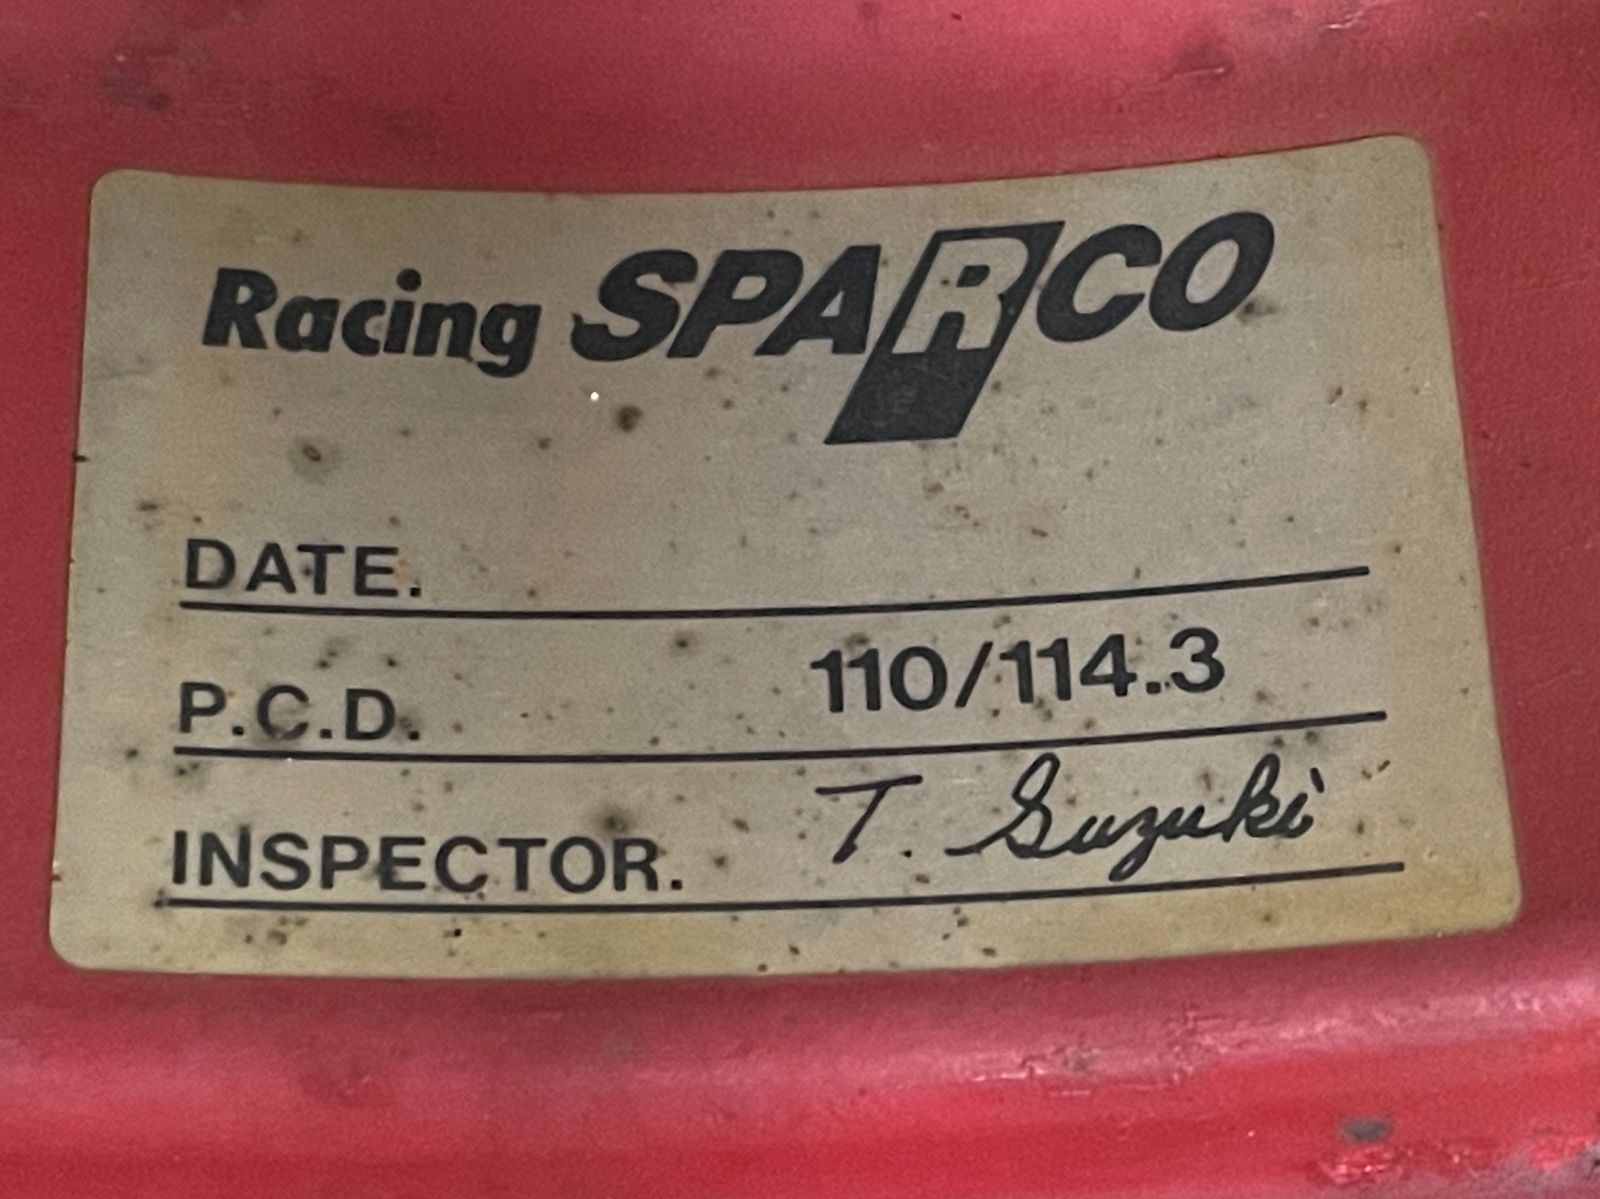 Racing SPARCO
DATE.
P.C.D. 110/114.3
INSPECTOR. T. Suzuki